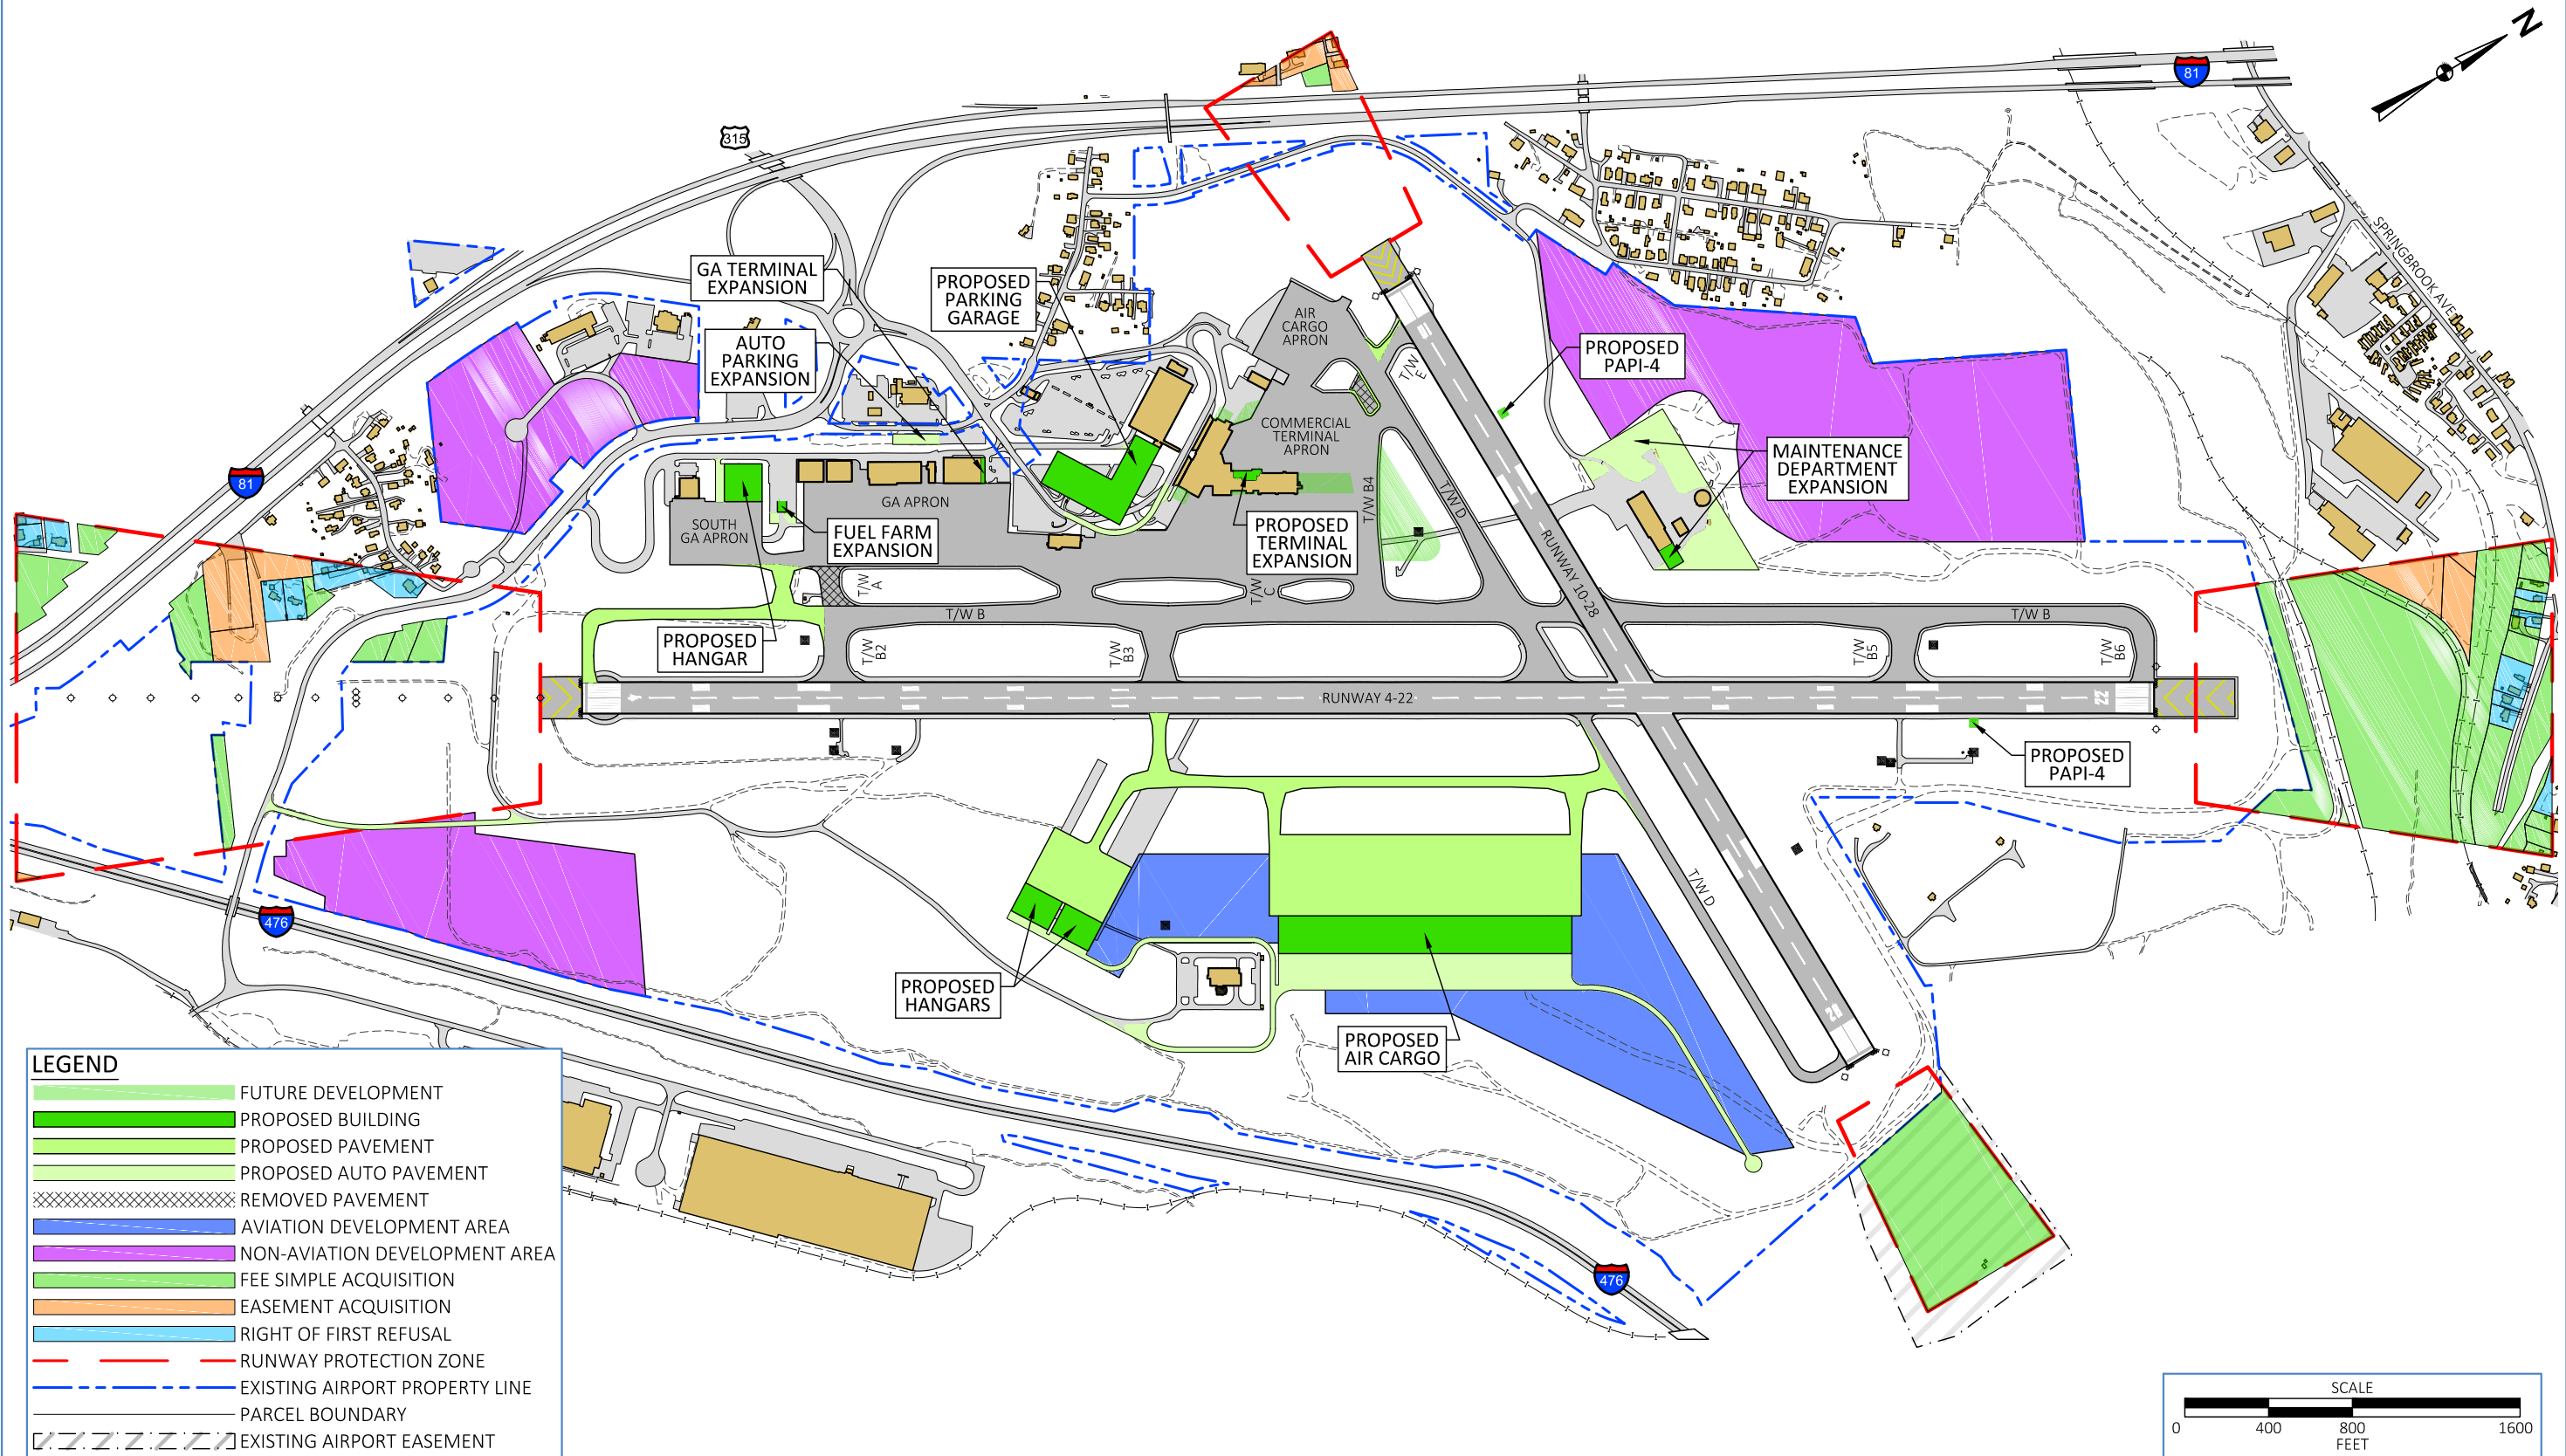 N
81
315
SPRINGBROOK AVE
GA TERMINAL
EXPANSION
PROPOSED
PARKING
GARAGE
AIR
CARGO
APRON
AUTO
PARKING
EXPANSION
T/W
E
PROPOSED
PAPI-4
COMMERCIAL
TERMINAL
APRON
MAINTENANCE
DEPARTMENT
EXPANSION
81
GA APRON
SOUTH
GA APRON
FUEL FARM
EXPANSION
PROPOSED
TERMINAL
EXPANSION
T/W B4
T/W D
RUNWAY 10-28
T/W
A
T/W
C
T/W B
T/W B
PROPOSED
HANGAR
T/W
B2
T/W
B3
T/W
B5
T/W
B6
RUNWAY 4-22
4
22
PROPOSED
PAPI-4
T/W D
476
PROPOSED
HANGARS
PROPOSED
AIR CARGO
28
476
LEGEND
FUTURE DEVELOPMENT
PROPOSED BUILDING
PROPOSED PAVEMENT
PROPOSED AUTO PAVEMENT
REMOVED PAVEMENT
AVIATION DEVELOPMENT AREA
NON-AVIATION DEVELOPMENT AREA
FEE SIMPLE ACQUISITION
EASEMENT ACQUISITION
RIGHT OF FIRST REFUSAL
RUNWAY PROTECTION ZONE
EXISTING AIRPORT PROPERTY LINE
PARCEL BOUNDARY
EXISTING AIRPORT EASEMENT
SCALE
0 400 800 1600
FEET